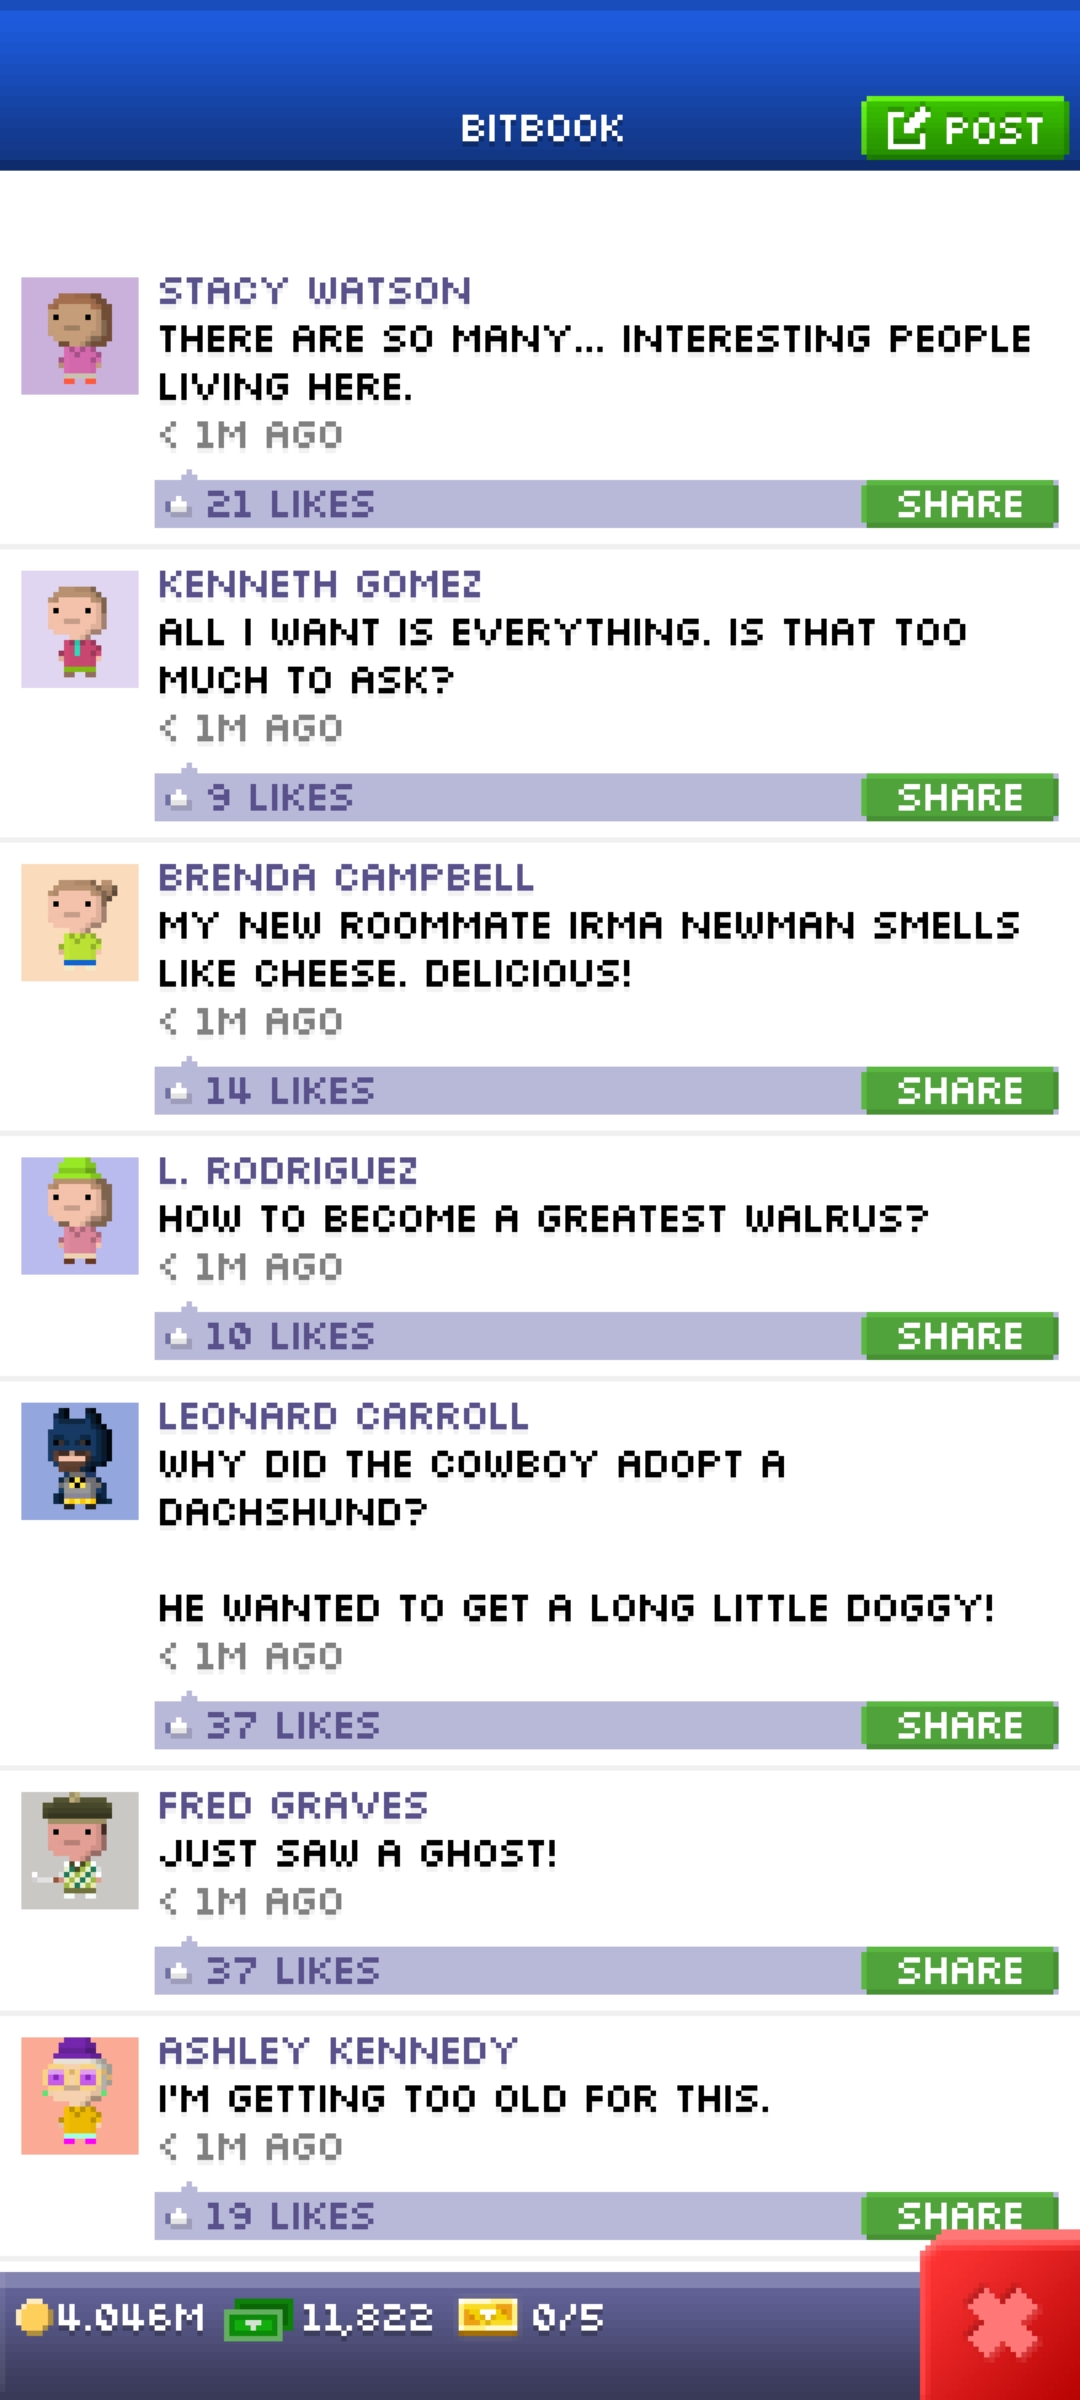 BITBOOK
POST
STACY WATSON
THERE ARE SO MANY... INTERESTING PEOPLE
LIVING HERE.
< 1M AGO
21 LIKES
SHARE
KENNETH GOMEZ
ALL I WANT IS EVERYTHING. IS THAT TOO
MUCH TO ASK?
< 1M AGO
9 LIKES
SHARE
BRENDA CAMPBELL
MY NEW ROOMMATE IRMA NEWMAN SMELLS
LIKE CHEESE. DELICIOUS!
< 1M AGO
14 LIKES
SHARE
L. RODRIGUEZ
HOW TO BECOME A GREATEST WALRUS?
< 1M AGO
10 LIKES
SHARE
LEONARD CARROLL
WHY DID THE COWBOY ADOPT A
DACHSHUND?
HE WANTED TO GET A LONG LITTLE DOGGY!
< 1M AGO
37 LIKES
SHARE
FRED GRAVES
JUST SAW A GHOST!
< 1M AGO
37 LIKES
SHARE
ASHLEY KENNEDY
I'M GETTING TOO OLD FOR THIS.
< 1M AGO
19 LIKES
SHARE
4.046M
11,822
0/5